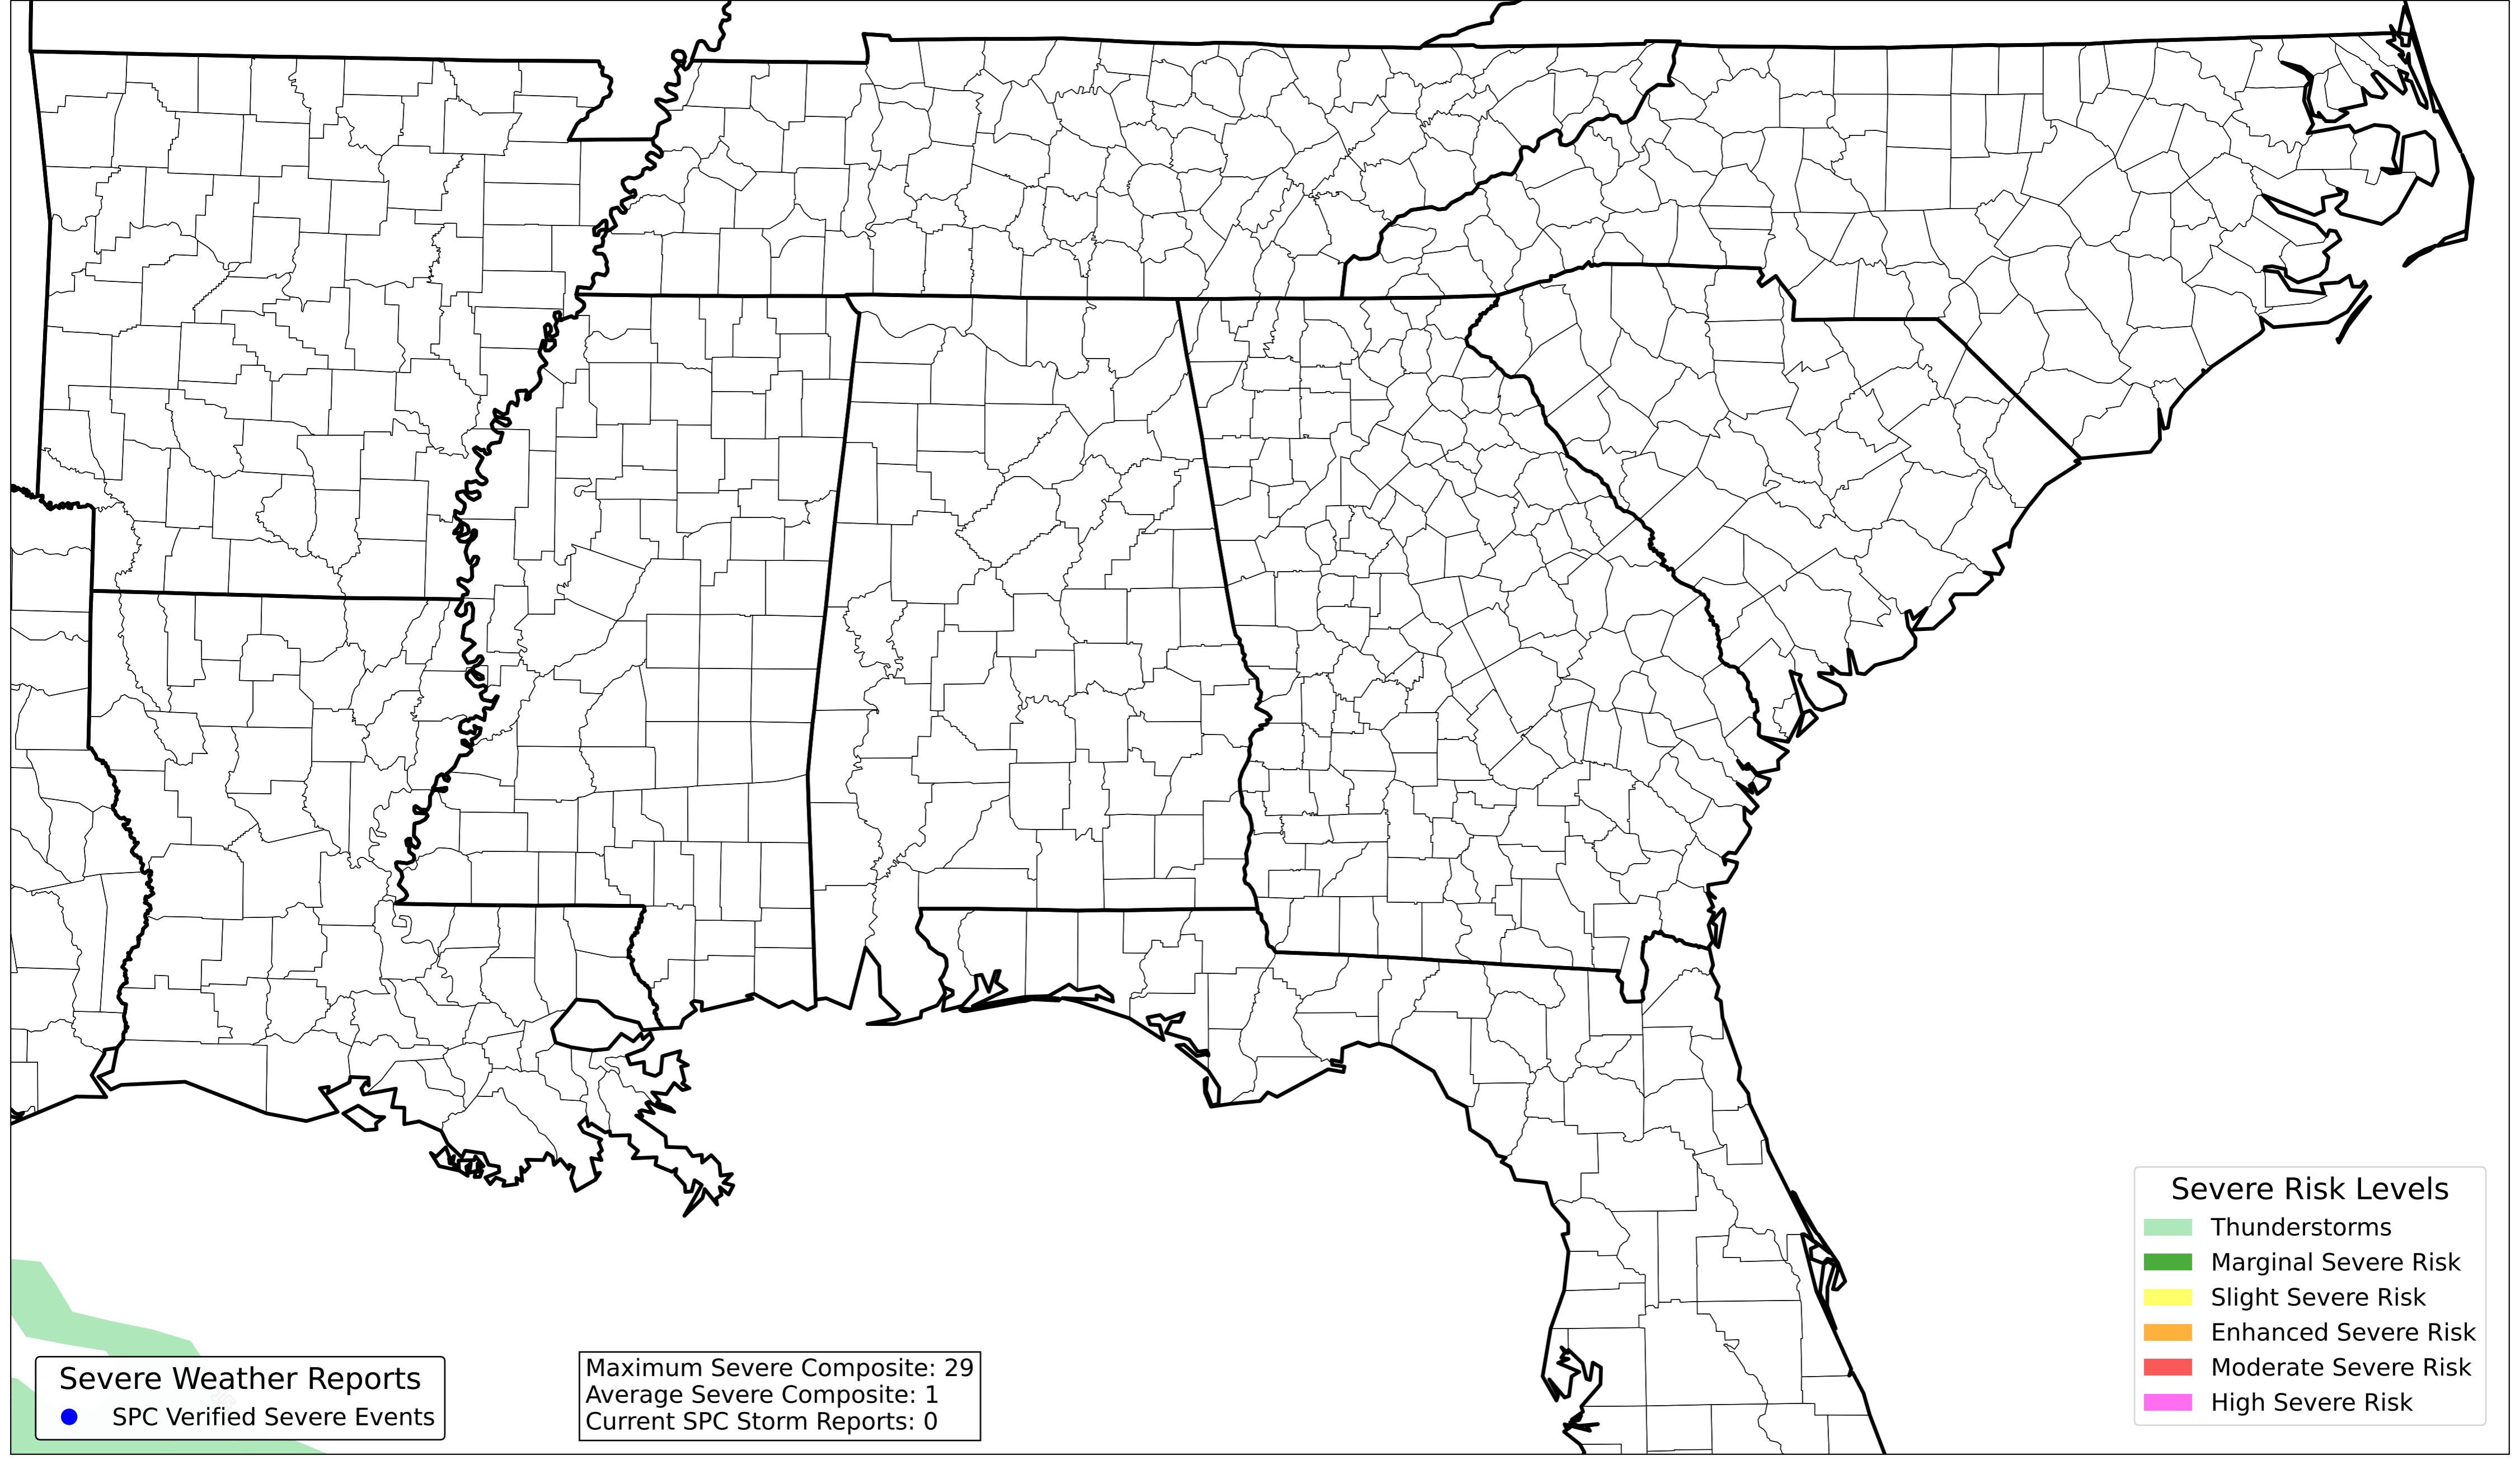 Severe Weather Reports
SPC Verified Severe Events
Maximum Severe Composite: 29
Average Severe Composite: 1
Current SPC Storm Reports: 0
Severe Risk Levels
Thunderstorms
Marginal Severe Risk
Slight Severe Risk
Enhanced Severe Risk
Moderate Severe Risk
High Severe Risk